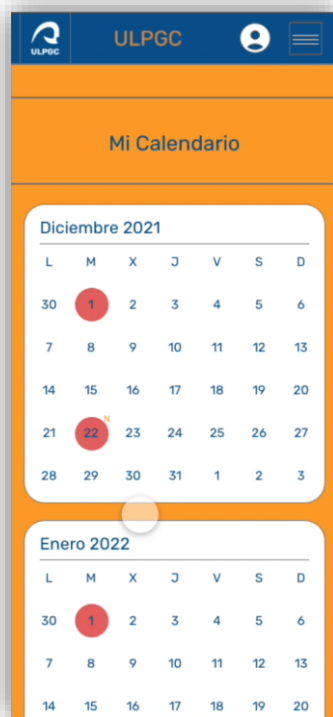 ULPGC
ULPGC
Mi Calendario
Diciembre 2021
L M X J V S D
30 1 2 3 4 5 6
7 8 9 10 11 12 13
14 15 16 17 18 19 20
N
21 22 23 24 25 26 27
28 29 30 31 1 2 3
Enero 2022
L M X J V S D
30 1 2 3 4 5 6
7 8 9 10 11 12 13
14 15 16 17 18 19 20